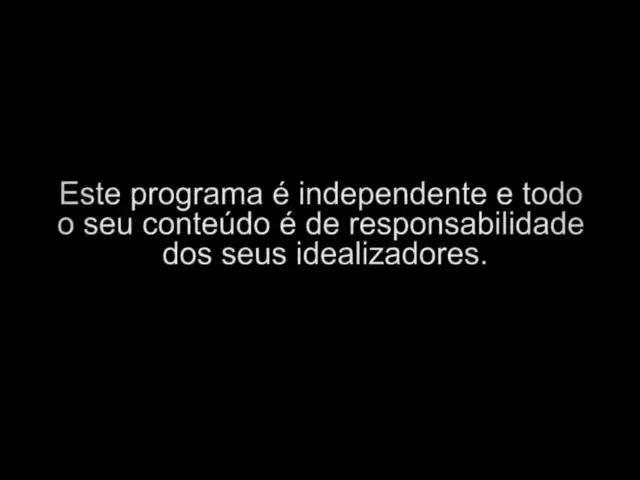 Este programa é independente e todo
o seu conteúdo é de responsabilidade
dos seus idealizadores.